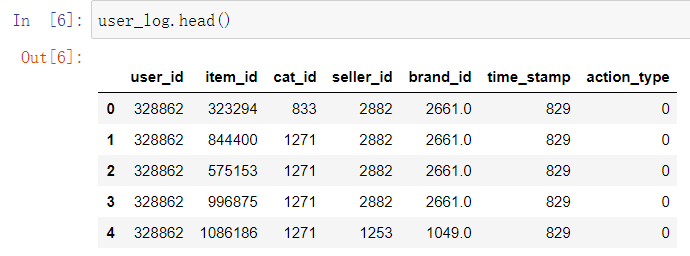 In [6]: user_log.head()
Out[6]:
user_id item_id cat_id seller_id brand_id time_stamp action_type
0 328862 323294 833 2882 2661.0 829 0
1 328862 844400 1271 2882 2661.0 829 0
2 328862 575153 1271 2882 2661.0 829 0
3 328862 996875 1271 2882 2661.0 829 0
4 328862 1086186 1271 1253 1049.0 829 0